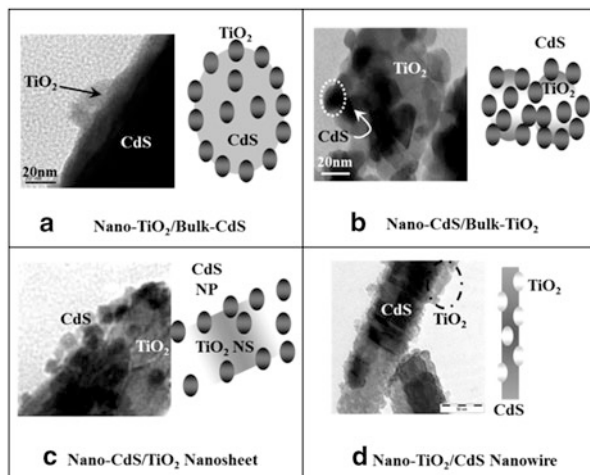 TiO₂
CdS
20nm
TiO₂
CdS
a Nano-TiO₂/Bulk-CdS
TiO₂
CdS
20nm
CdS
TiO₂
b Nano-CdS/Bulk-TiO₂
CdS
TiO₂
CdS
NP
TiO₂ NS
c Nano-CdS/TiO₂ Nanosheet
CdS
TiO₂
TiO₂
CdS
d Nano-TiO₂/CdS Nanowire